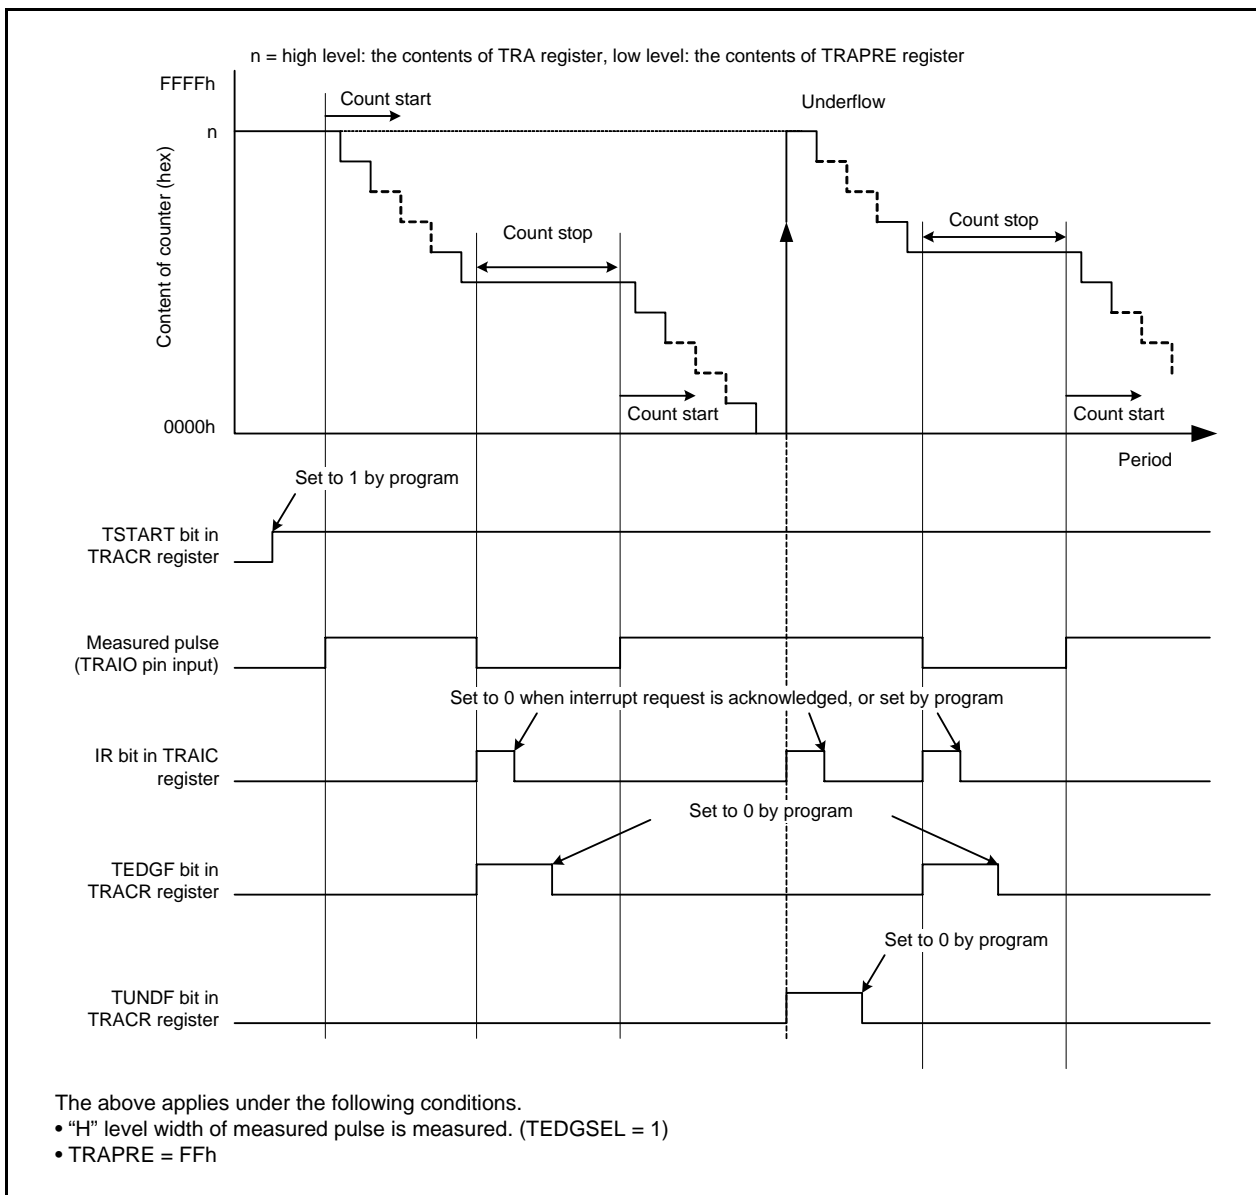 n = high level: the contents of TRA register, low level: the contents of TRAPRE register
FFFFh
Count start
Underflow
n
Content of counter (hex)
Count stop
Count stop
Count start
Count start
0000h
Period
Set to 1 by program
TSTART bit in
TRACR register
Measured pulse
(TRAIO pin input)
Set to 0 when interrupt request is acknowledged, or set by program
IR bit in TRAIC
register
Set to 0 by program
TEDGF bit in
TRACR register
Set to 0 by program
TUNDF bit in
TRACR register
The above applies under the following conditions.
• “H” level width of measured pulse is measured. (TEDGSEL = 1)
• TRAPRE = FFh